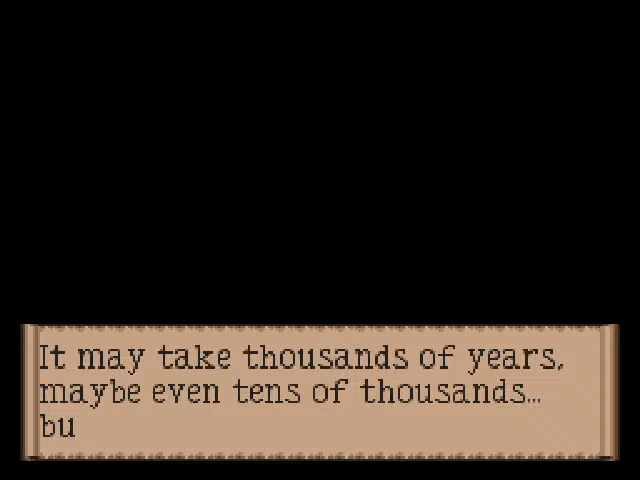 It may take thousands of years,
maybe even tens of thousands...
bu